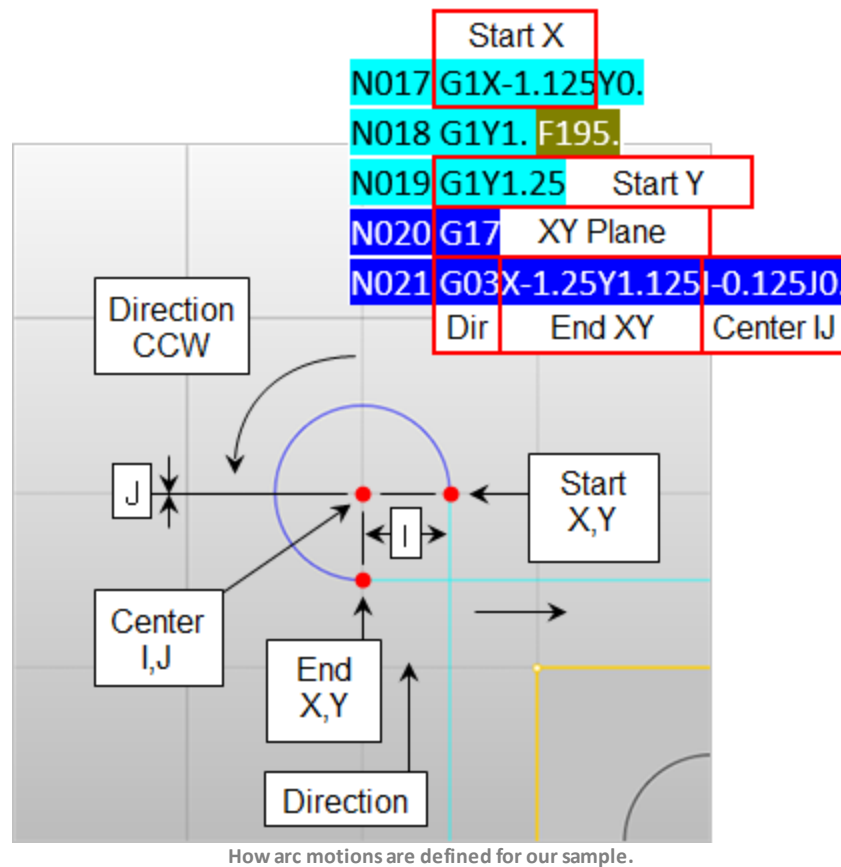 Start X
N017 G1X-1.125Y0.
N018 G1Y1. F195.
N019 G1Y1.25 Start Y
N020 G17 XY Plane
N021 G03X-1.25Y1.125I-0.125J0.
Dir End XY Center IJ
Direction
CCW
J
I
Start
X,Y
Center
I,J
End
X,Y
Direction
How arc motions are defined for our sample.